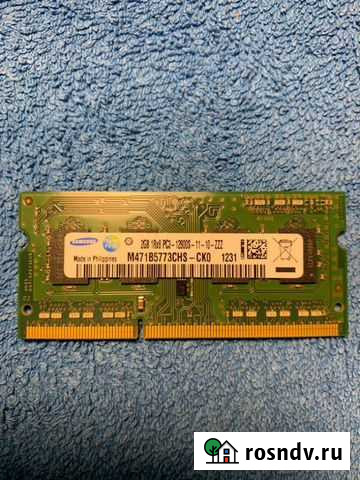 SAMSUNG
2GB 1Rx8 PC3-12800S-11-10-ZZZ
Made in Philippines
M471B5773CHS-CK0 1231
rosndv.ru